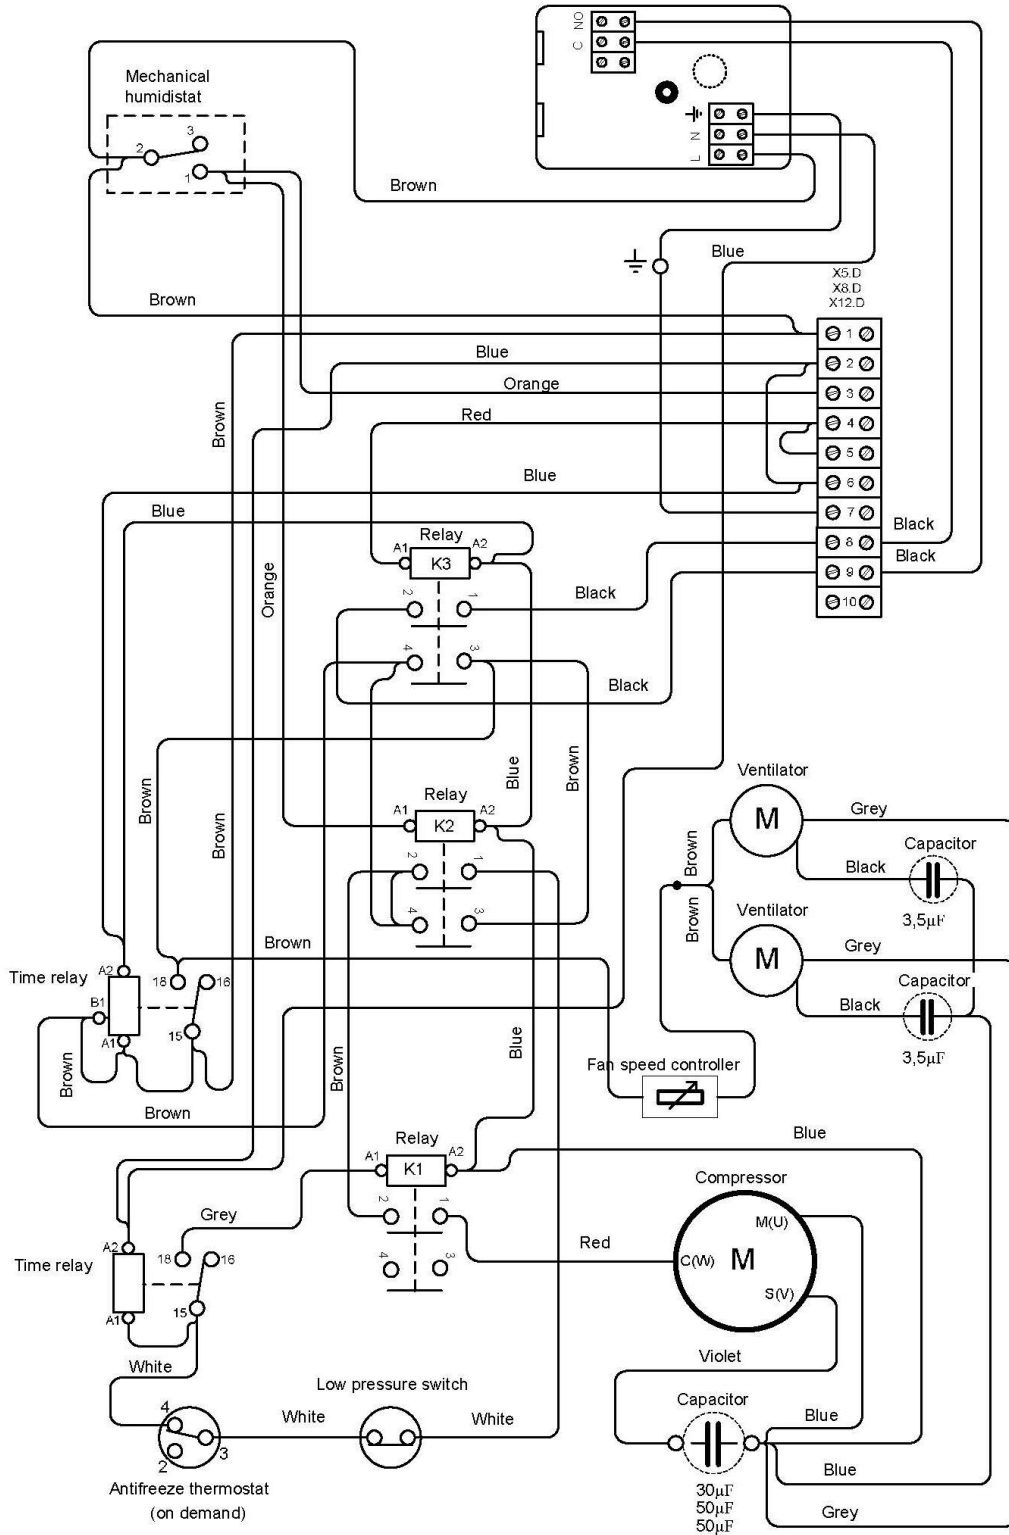 NO
C
Mechanical
humidistat
3
2
1
N
L
Brown
Blue
X5.D
X8.D
X12.D
Brown
1
Blue
2
Orange
3
Brown
Red
4
5
Blue
6
Blue
7
Black
Relay
8
A1
K3
A2
Black
9
Orange
2
1
Black
10
4
3
Black
Brown
Brown
Blue
Brown
Ventilator
Relay
M
Grey
A1
K2
A2
Brown
Brown
Black
Capacitor
2
1
3,5µF
4
3
Brown
Ventilator
Brown
M
Grey
Time relay
A2
18
16
Capacitor
B1
15
Black
A1
Blue
3,5µF
Brown
Brown
Fan speed controller
Brown
Relay
Blue
A1
K1
A2
Compressor
2
1
Grey
M(U)
Red
C(W)
M
A2
18
16
4
3
Time relay
S(V)
A1
15
White
Violet
Low pressure switch
Capacitor
4
White
White
Blue
3
2
Blue
Antifreeze thermostat
(on demand)
30µF
50µF
50µF
Grey